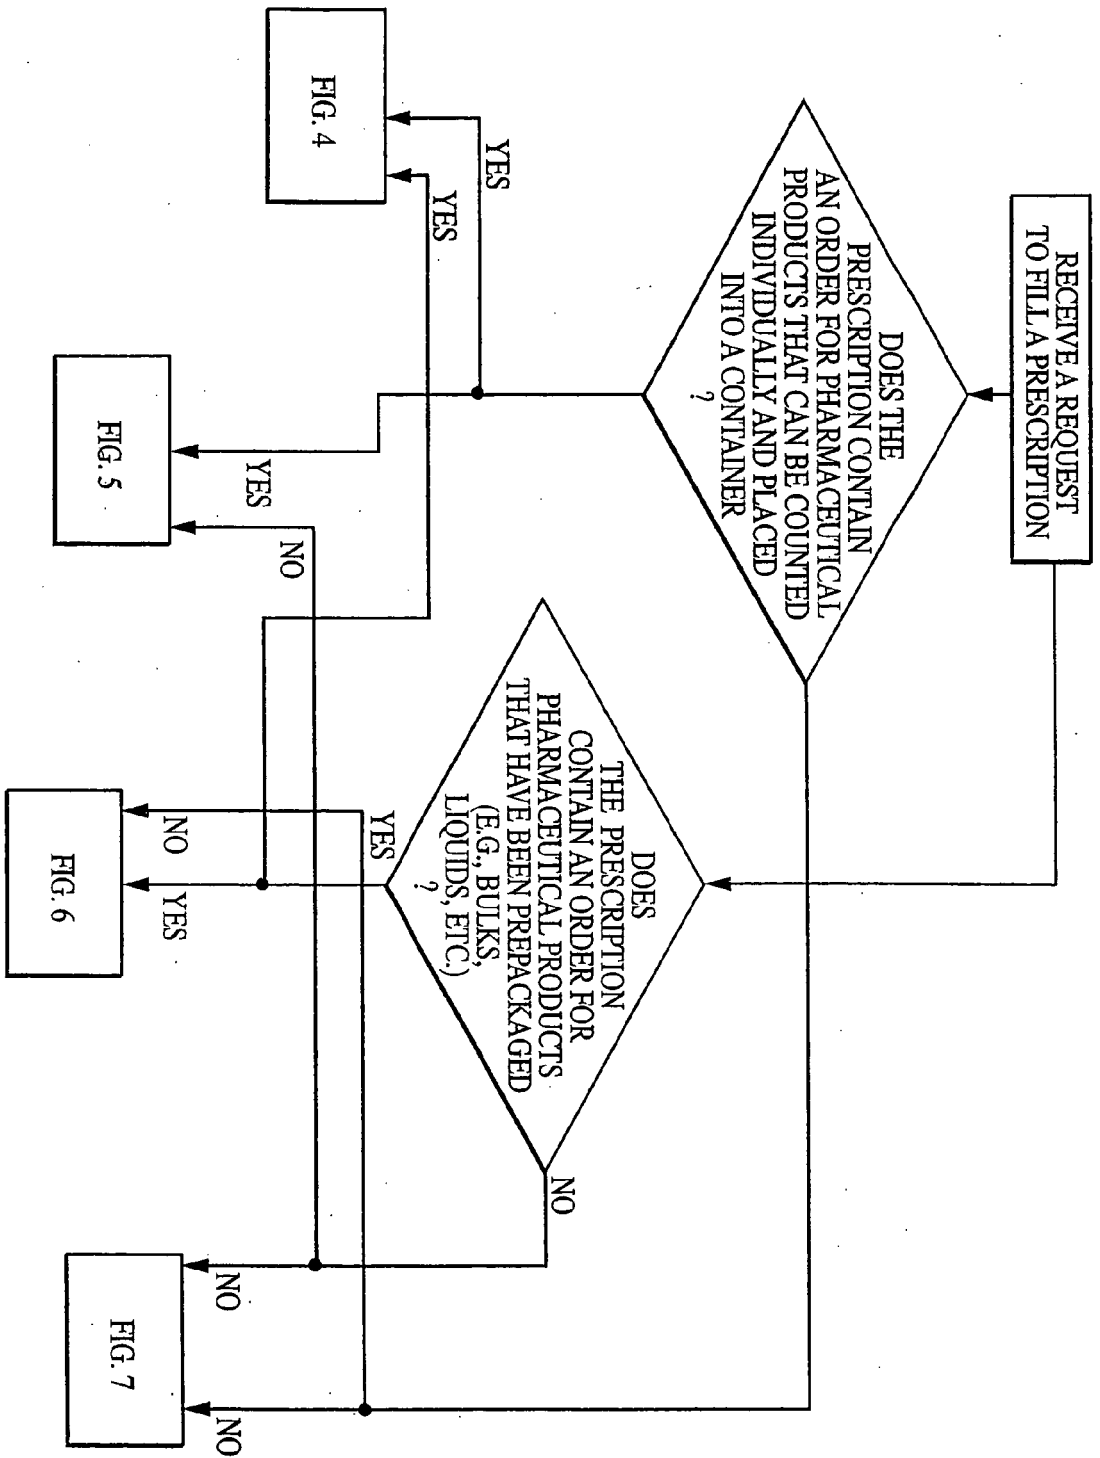 RECEIVE A REQUEST
TO FILL A PRESCRIPTION
DOES THE
PRESCRIPTION CONTAIN
AN ORDER FOR PHARMACEUTICAL
PRODUCTS THAT CAN BE COUNTED
INDIVIDUALLY AND PLACED
INTO A CONTAINER
?
DOES
THE PRESCRIPTION
CONTAIN AN ORDER FOR
PHARMACEUTICAL PRODUCTS
THAT HAVE BEEN PREPACKAGED
(E.G., BULKS,
LIQUIDS, ETC.)
?
NO
YES
YES
YES
FIG. 4
YES
NO
FIG. 5
NO
YES
FIG. 6
NO
NO
FIG. 7